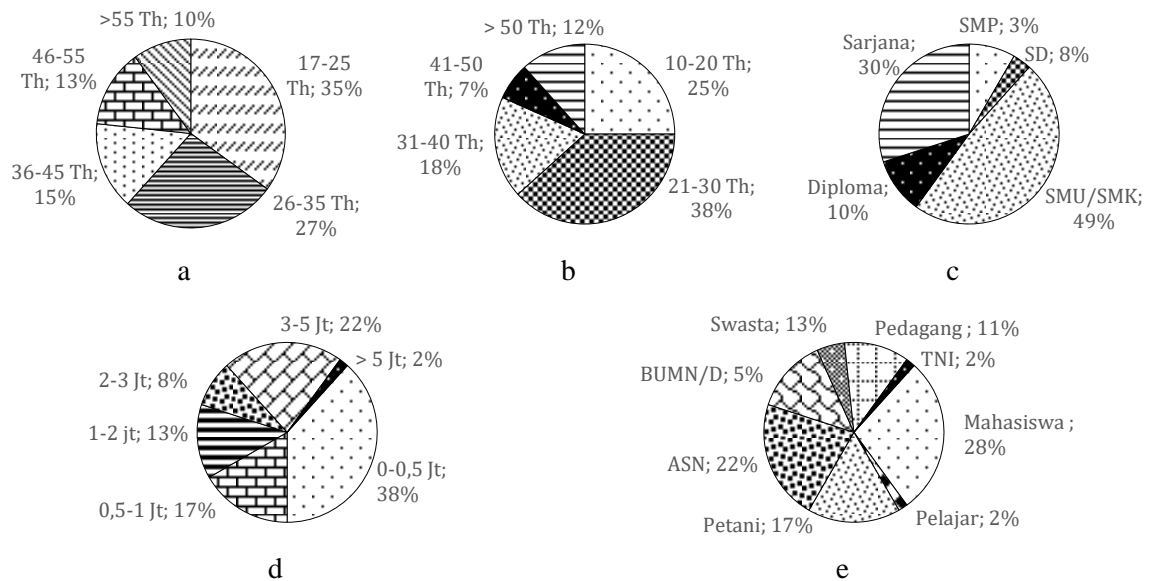 >55 Th; 10%
46-55
Th; 13%
17-25
Th; 35%
36-45 Th;
15%
26-35 Th;
27%
a
> 50 Th; 12%
41-50
Th; 7%
10-20 Th;
25%
31-40 Th;
18%
21-30 Th;
38%
b
SMP; 3%
Sarjana;
30%
SD; 8%
Diploma;
10%
SMU/SMK;
49%
c
3-5 Jt; 22%
> 5 Jt; 2%
2-3 Jt; 8%
1-2 jt; 13%
0-0,5 Jt;
38%
0,5-1 Jt; 17%
d
Swasta; 13%
Pedagang ; 11%
TNI; 2%
BUMN/D; 5%
Mahasiswa ;
28%
ASN; 22%
Petani; 17%
Pelajar; 2%
e